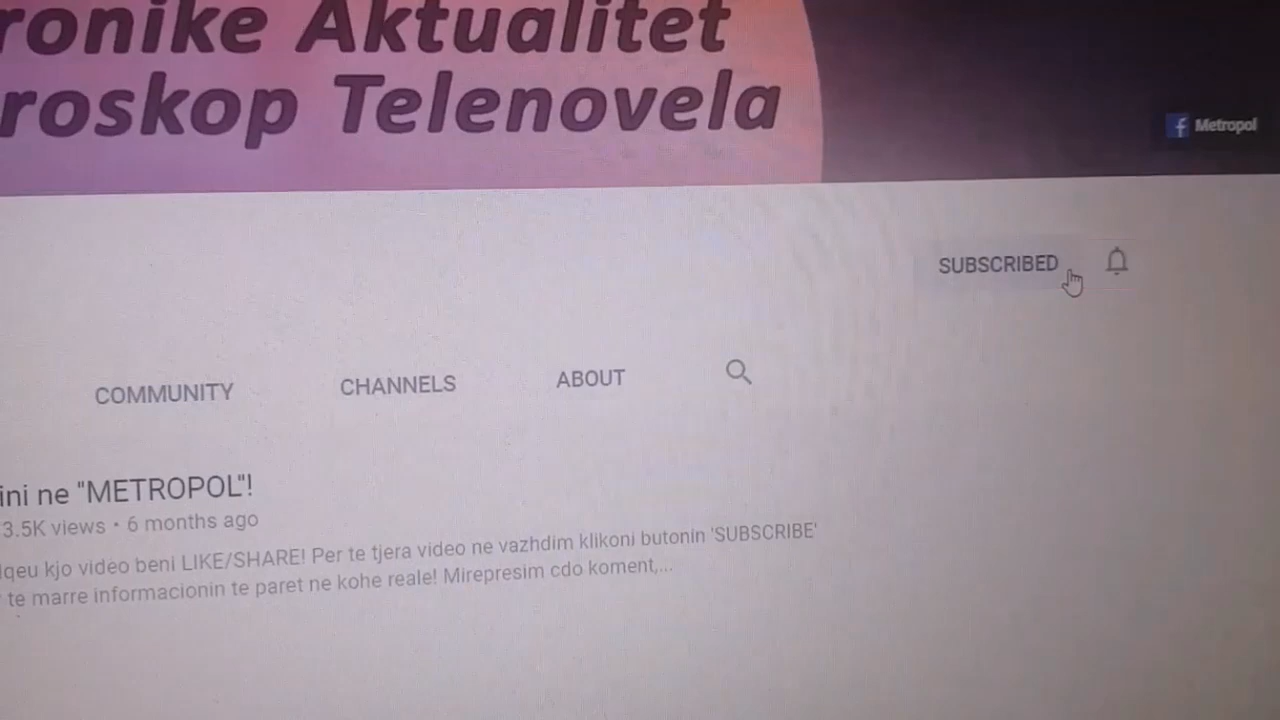 ronike Aktualitet
roskop Telenovela
Metropol
SUBSCRIBED
COMMUNITY CHANNELS ABOUT
ini ne "METROPOL"!
3.5K views • 6 months ago
lqeu kjo video beni LIKE/SHARE! Per te tjera video ne vazhdim klikoni butonin 'SUBSCRIBE'
te marre informacionin te paret ne kohe reale! Mirepresim cdo koment,...